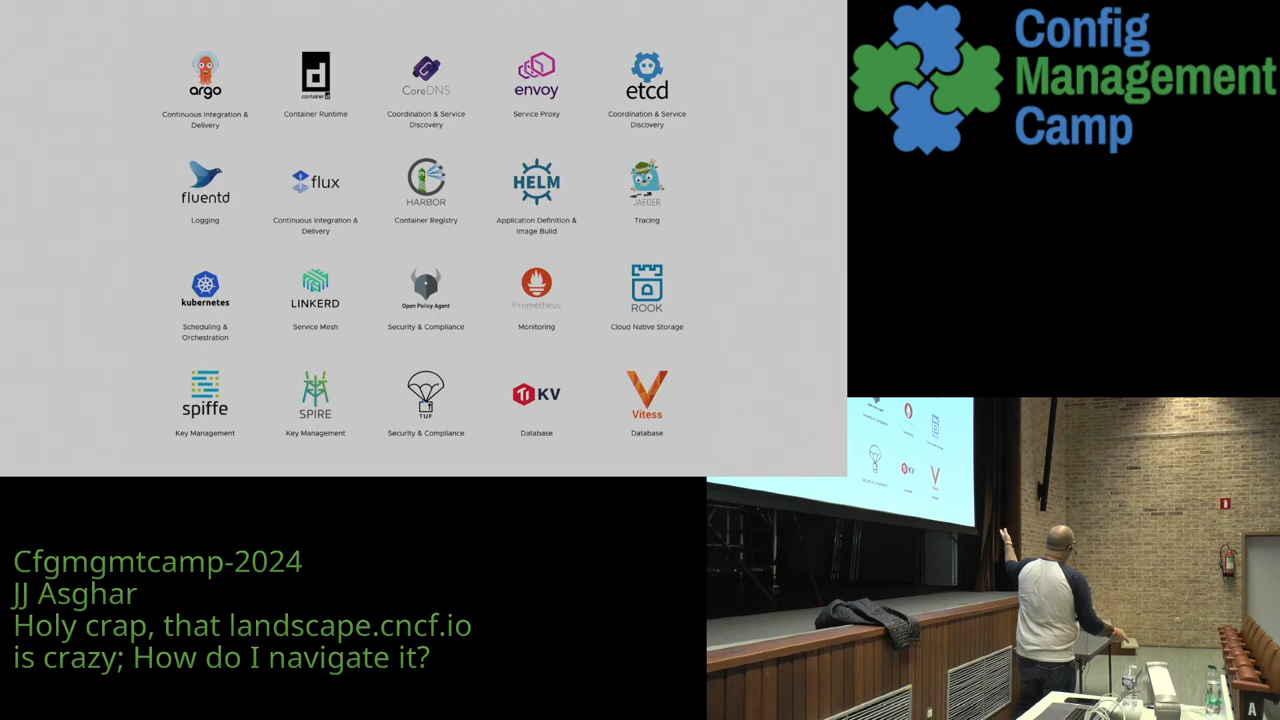 argo
Continuous Integration &
Delivery
d
container d
Container Runtime
CoreDNS
Coordination & Service
Discovery
envoy
Service Proxy
etcd
Coordination & Service
Discovery
fluentd
Logging
flux
Continuous Integration &
Delivery
HARBOR
Container Registry
HELM
Application Definition &
Image Build
JAEGER
Tracing
kubernetes
Scheduling &
Orchestration
LINKERD
Service Mesh
Open Policy Agent
Security & Compliance
Prometheus
Monitoring
ROOK
Cloud Native Storage
spiffe
Key Management
SPIRE
Key Management
TUF
Security & Compliance
Ti KV
Database
Vitess
Database
Config
Management
Camp
KV
A
Cfgmgmtcamp-2024
JJ Asghar
Holy crap, that landscape.cncf.io
is crazy; How do I navigate it?